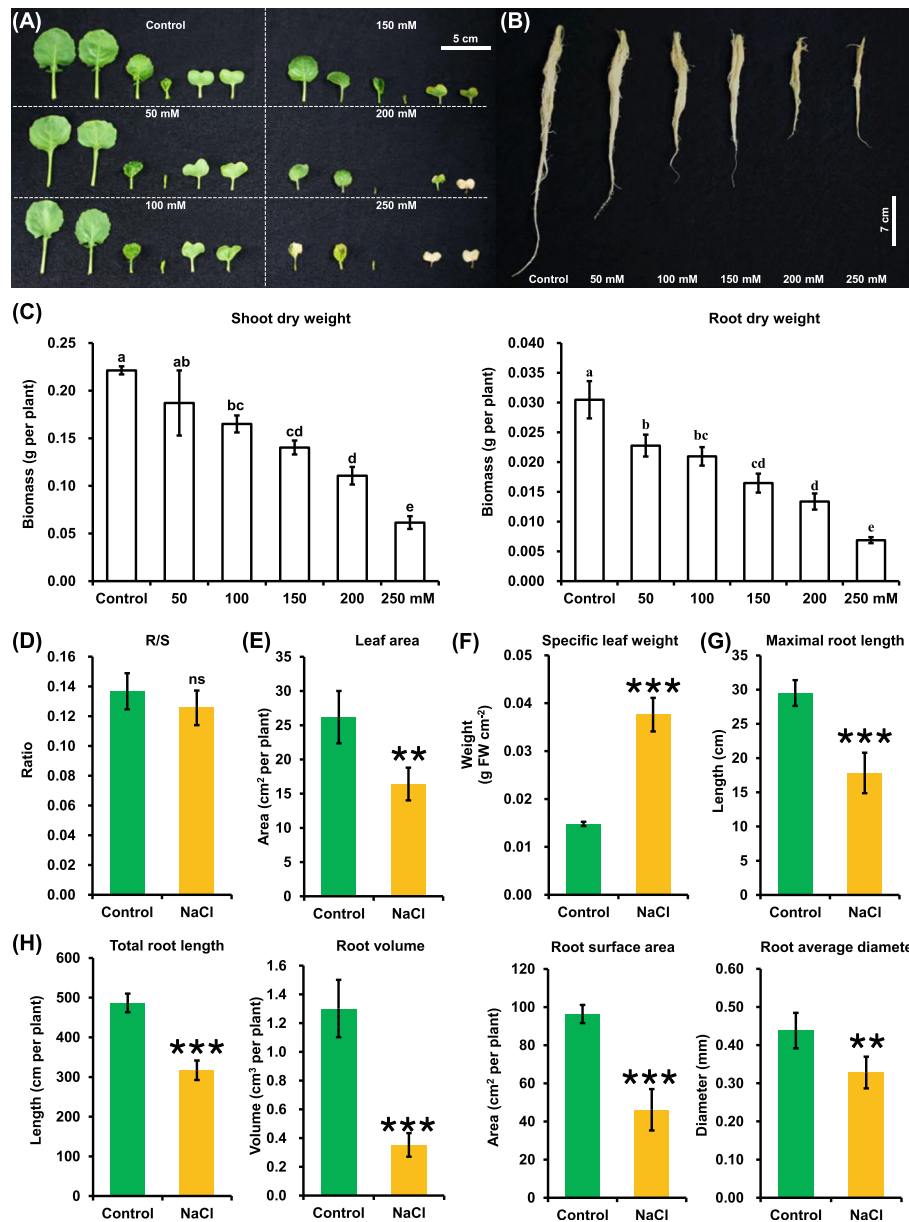 (A)
Control
150 mM
5 cm
50 mM
200 mM
100 mM
250 mM
(B)
7 cm
Control 50 mM 100 mM 150 mM 200 mM 250 mM
(C)
Shoot dry weight
Biomass (g per plant)
0.25
0.20
0.15
0.10
0.05
0.00
a
ab
bc
cd
d
e
Control 50 100 150 200 250 mM
Root dry weight
Biomass (g per plant)
0.040
0.035
0.030
0.025
0.020
0.015
0.010
0.005
0.000
a
b
bc
cd
d
e
Control 50 100 150 200 250 mM
(D)
R/S
Ratio
0.16
0.14
0.12
0.10
0.08
0.06
0.04
0.02
0.00
ns
Control NaCl
(E)
Leaf area
Area (cm² per plant)
35
30
25
20
15
10
5
0
**
Control NaCl
(F)
Specific leaf weight
Weight
(g FW cm⁻²)
0.05
0.04
0.03
0.02
0.01
0.00
***
Control NaCl
(G)
Maximal root length
Length (cm)
35
30
25
20
15
10
5
0
***
Control NaCl
(H)
Total root length
Length (cm per plant)
600
500
400
300
200
100
0
***
Control NaCl
Root volume
Volume (cm³ per plant)
1.6
1.4
1.2
1.0
0.8
0.6
0.4
0.2
0.0
***
Control NaCl
Root surface area
Area (cm² per plant)
120
100
80
60
40
20
0
***
Control NaCl
Root average diamete
Diameter (mm)
0.60
0.50
0.40
0.30
0.20
0.10
0.00
**
Control NaCl